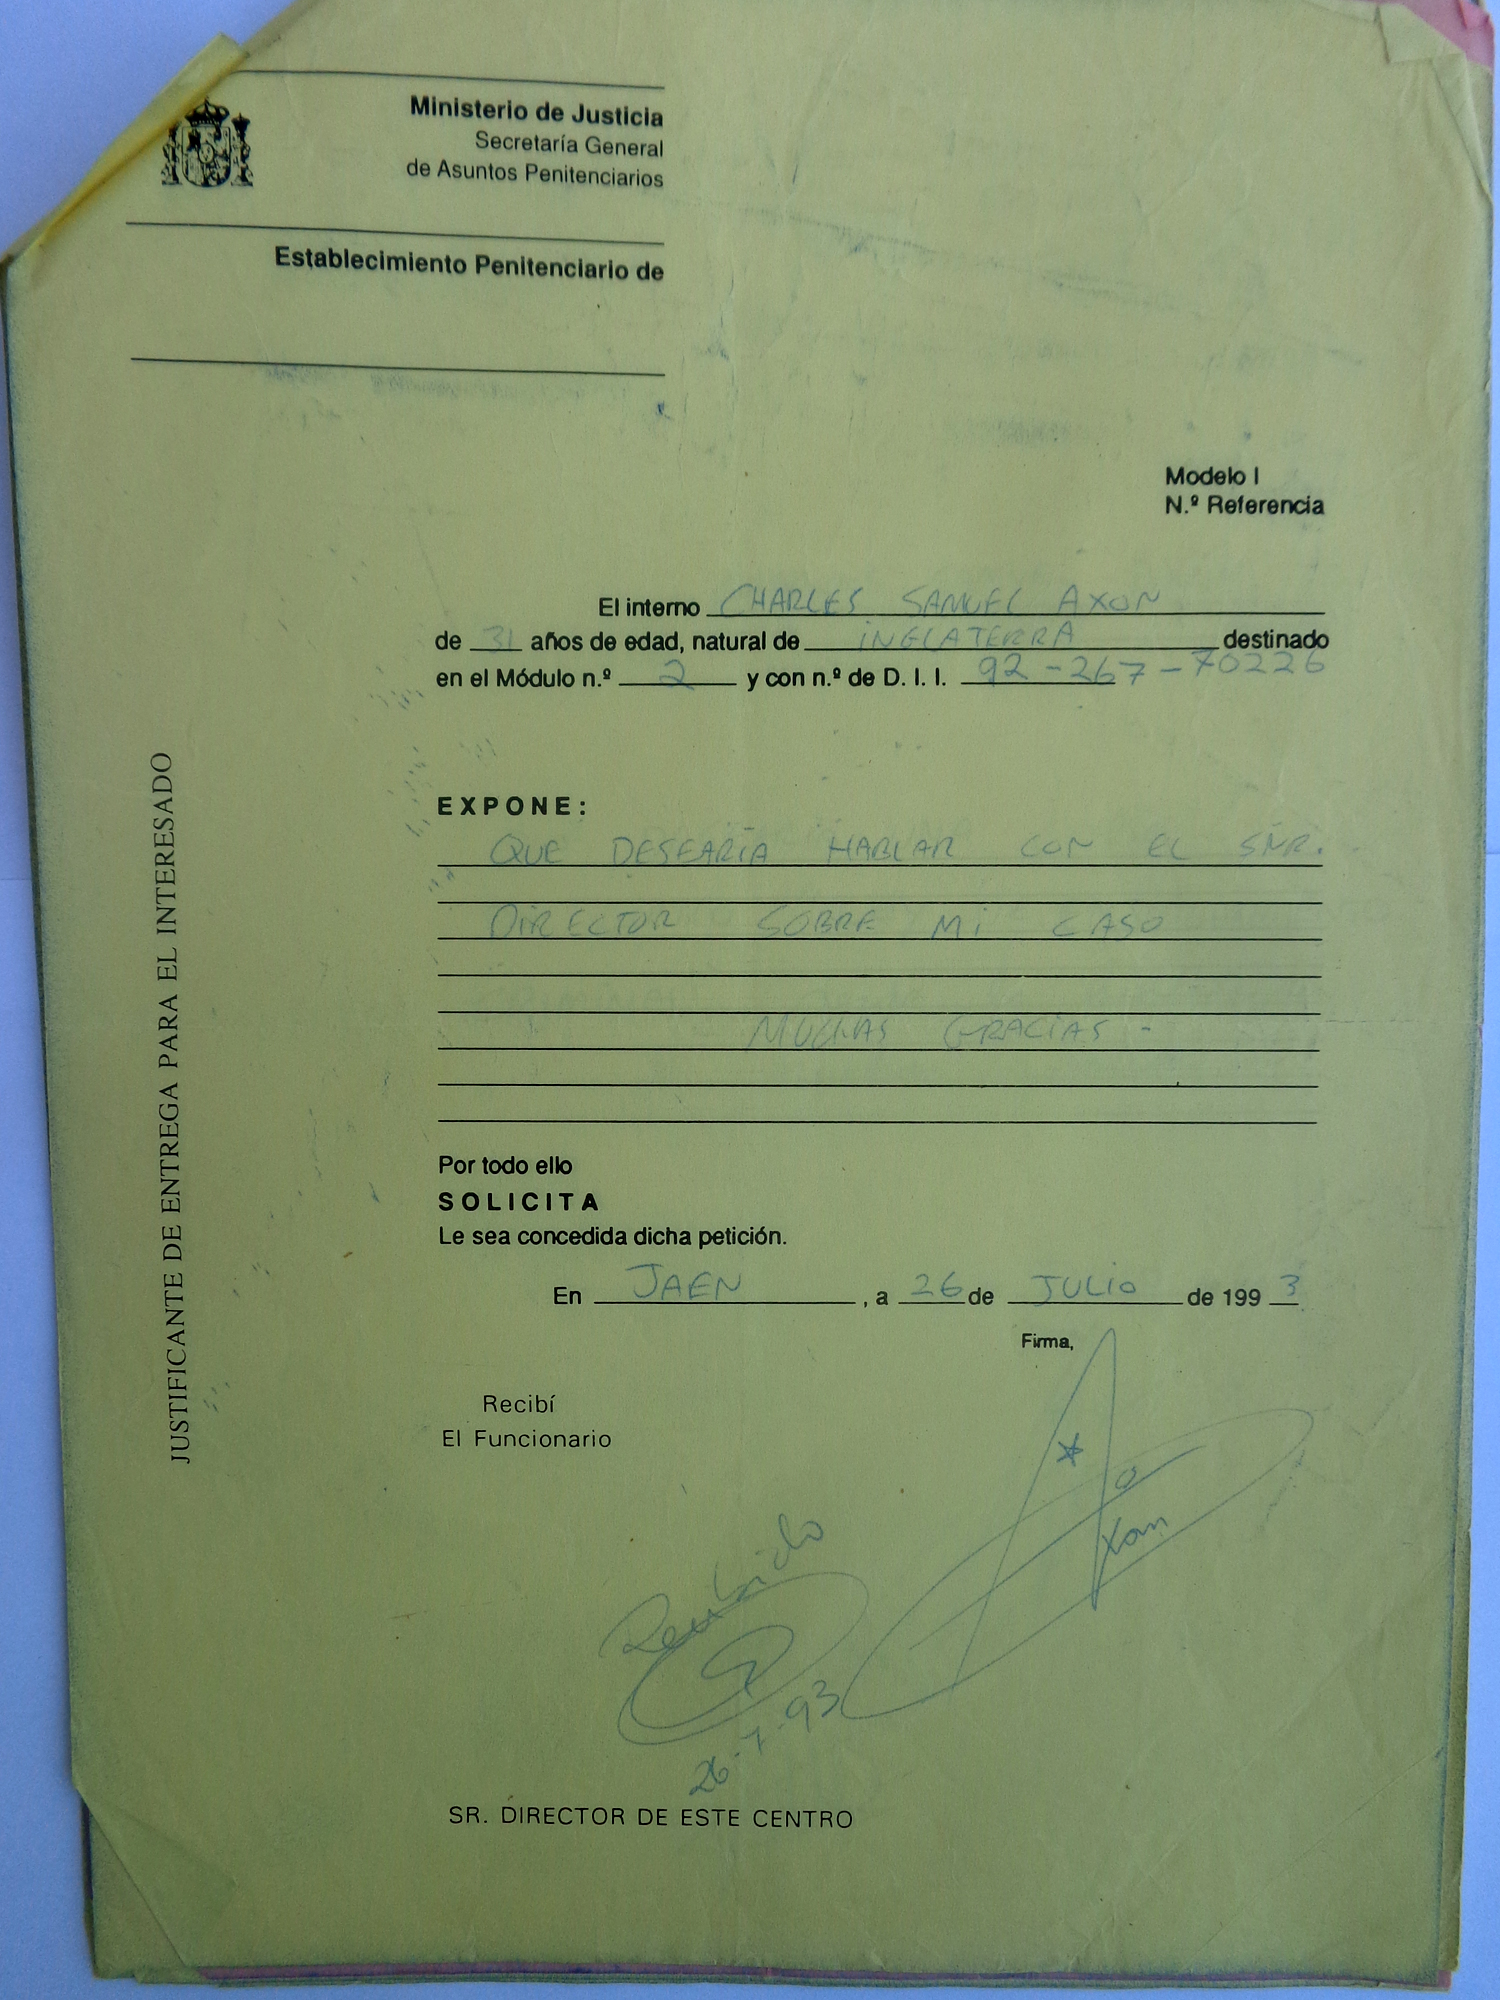 Ministerio de Justicia
Secretaría General
de Asuntos Penitenciarios
Establecimiento Penitenciario de
Modelo I
N.º Referencia
El interno CHARLES SAMUEL AXON
de 31 años de edad, natural de INGLATERRA destinado
en el Módulo n.º 2 y con n.º de D. I. I. 92-267-70226
EXPONE:
QUE DESEARÍA HABLAR CON EL SÑR.
DIRECTOR SOBRE MI CASO
MUCHAS GRACIAS -
Por todo ello
SOLICITA
Le sea concedida dicha petición.
En JAEN , a 26 de JULIO de 1993
Firma,
Axon
Recibí
El Funcionario
Recibido
26-7-93
SR. DIRECTOR DE ESTE CENTRO
JUSTIFICANTE DE ENTREGA PARA EL INTERESADO